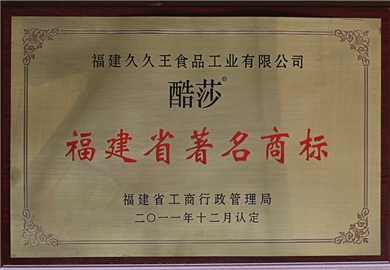 福建久久王食品工业有限公司
酷莎®
福建省著名商标
福建省工商行政管理局
二〇一一年十二月认定